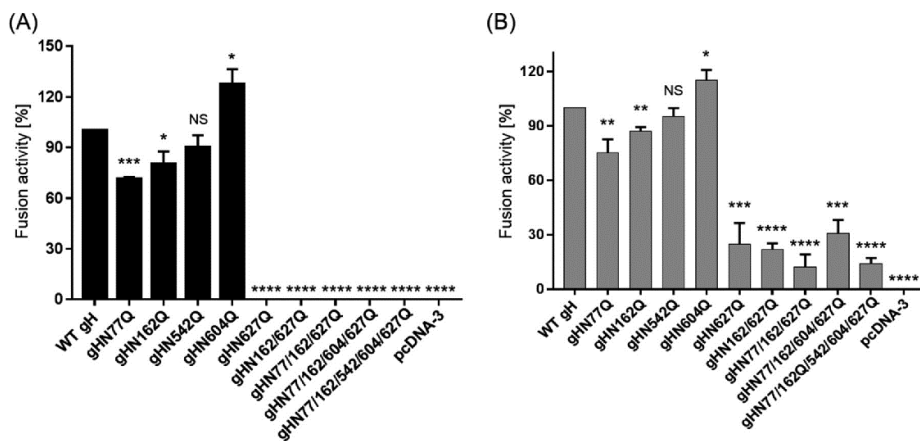 (A)
Fusion activity [%]
150
120
90
60
30
0
***
*
NS
*
****
****
****
****
****
****
WT gH
gHN77Q
gHN162Q
gHN542Q
gHN604Q
gHN627Q
gHN162/627Q
gHN77/162/627Q
gHN77/162/604/627Q
gHN77/162/542/604/627Q
pcDNA-3
(B)
Fusion activity [%]
120
90
60
30
0
**
**
NS
*
***
****
****
***
****
****
WT gH
gHN77Q
gHN162Q
gHN542Q
gHN604Q
gHN627Q
gHN162/627Q
gHN77/162/627Q
gHN77/162/604/627Q
gHN77/162Q/542/604/627Q
pcDNA-3